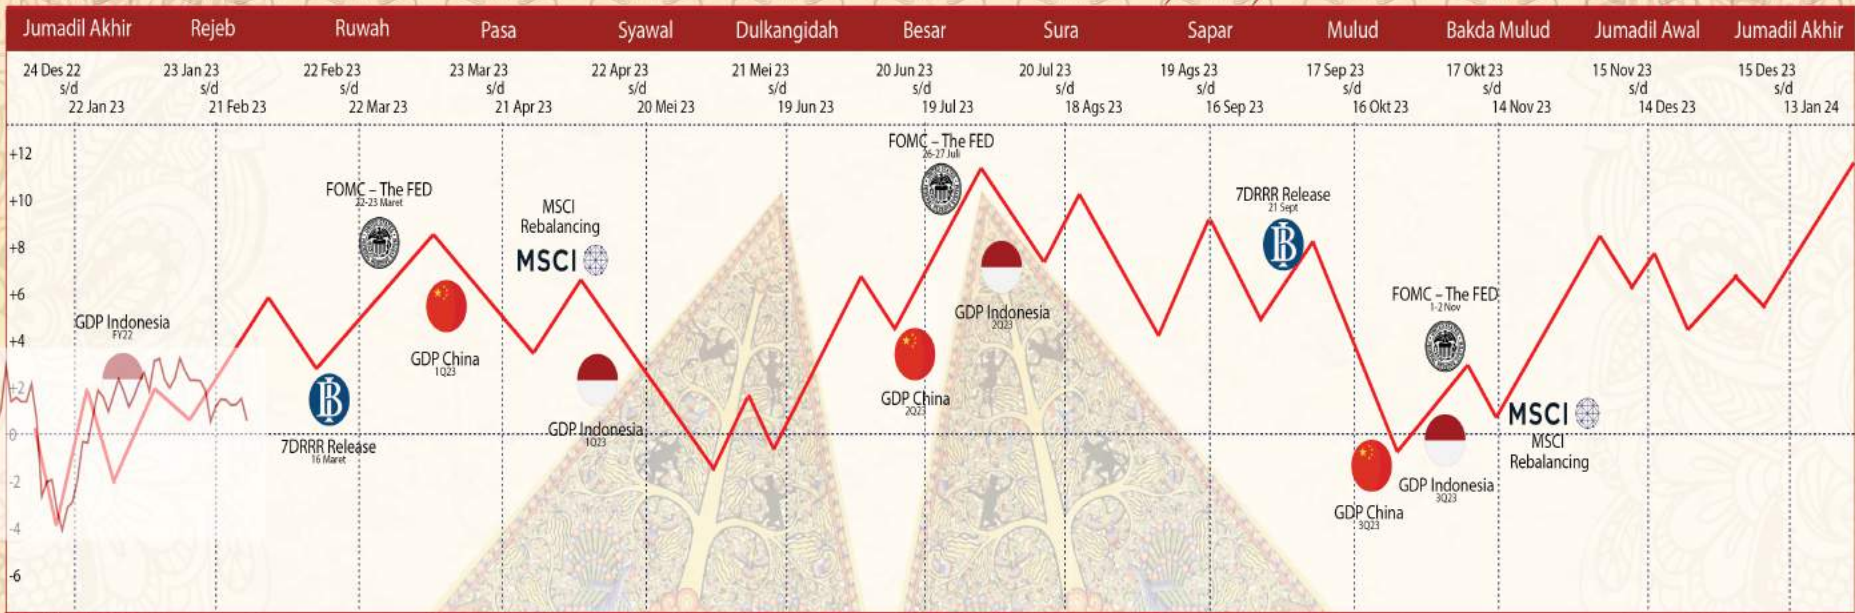 Jumadil Akhir
Rejeb
Ruwah
Pasa
Syawal
Dulkangidah
Besar
Sura
Sapar
Mulud
Bakda Mulud
Jumadil Awal
Jumadil Akhir
24 Des 22
s/d
22 Jan 23
23 Jan 23
s/d
21 Feb 23
22 Feb 23
s/d
22 Mar 23
23 Mar 23
s/d
21 Apr 23
22 Apr 23
s/d
20 Mei 23
21 Mei 23
s/d
19 Jun 23
20 Jun 23
s/d
19 Jul 23
20 Jul 23
s/d
18 Ags 23
19 Ags 23
s/d
16 Sep 23
17 Sep 23
s/d
16 Okt 23
17 Okt 23
s/d
14 Nov 23
15 Nov 23
s/d
14 Des 23
15 Des 23
s/d
13 Jan 24
+12
+10
+8
+6
+4
+2
0
-2
-4
-6
GDP Indonesia
FY22
7DRRR Release
16 Maret
FOMC – The FED
22-23 Maret
GDP China
1Q23
MSCI
Rebalancing
MSCI
GDP Indonesia
1Q23
FOMC – The FED
26-27 Juli
GDP China
2Q23
GDP Indonesia
2Q23
7DRRR Release
21 Sept
GDP China
3Q23
FOMC – The FED
1-2 Nov
GDP Indonesia
3Q23
MSCI
MSCI
Rebalancing